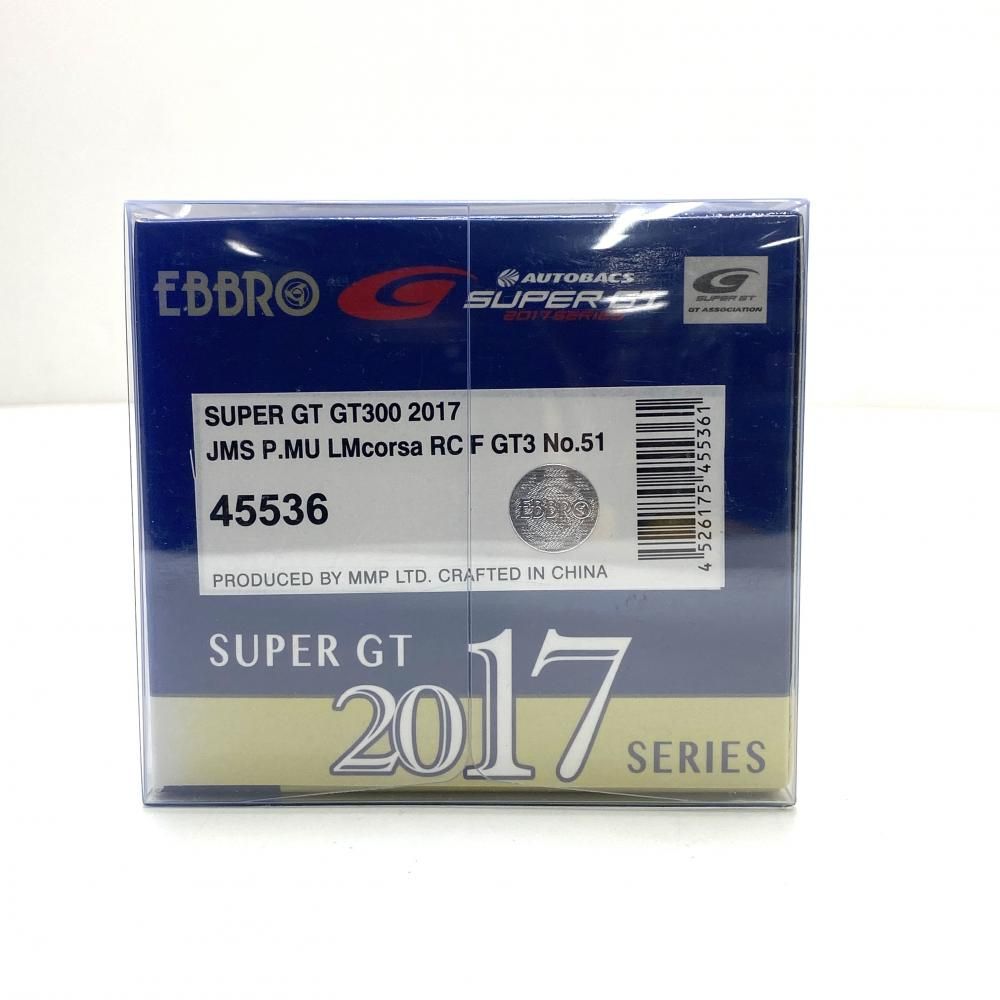 EBBRO
G
AUTOBACS
SUPER GT
2017 SERIES
G
SUPER GT
GT ASSOCIATION
SUPER GT GT300 2017
JMS P.MU LMcorsa RC F GT3 No.51
45536
EBBRO
PRODUCED BY MMP LTD. CRAFTED IN CHINA
4 526175 455361
SUPER GT
2017
SERIES